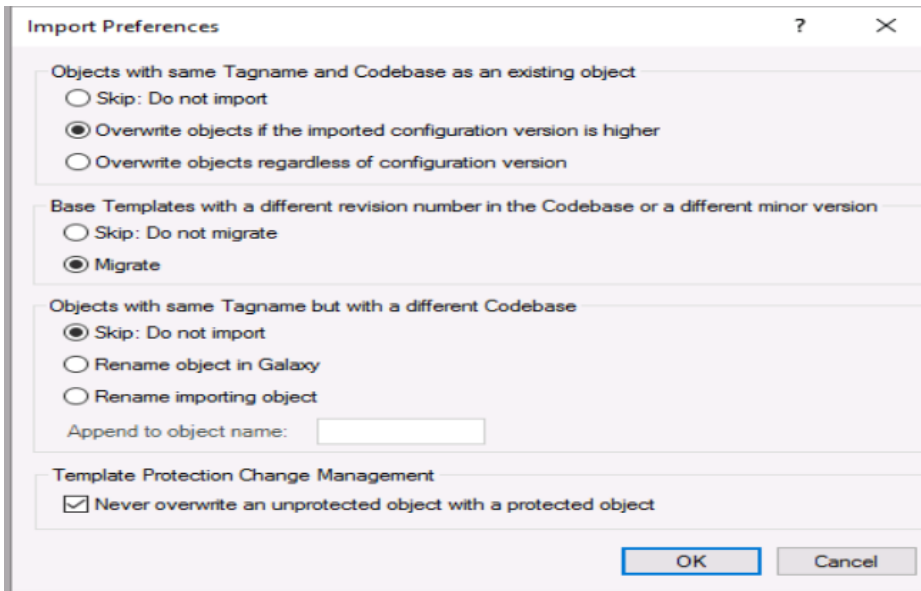 Import Preferences ?
Objects with same Tagname and Codebase as an existing object
Skip: Do not import
Overwrite objects if the imported configuration version is higher
Overwrite objects regardless of configuration version
Base Templates with a different revision number in the Codebase or a different minor version
Skip: Do not migrate
Migrate
Objects with same Tagname but with a different Codebase
Skip: Do not import
Rename object in Galaxy
Rename importing object
Append to object name:
Template Protection Change Management
Never overwrite an unprotected object with a protected object
OK Cancel